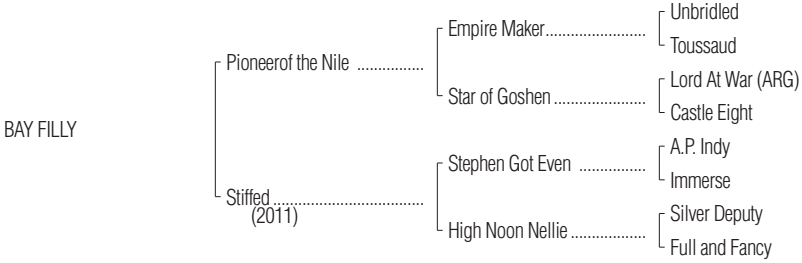 Unbridled
Empire Maker......................
Toussaud
Pioneerof the Nile ................
Lord At War (ARG)
Star of Goshen ......................
Castle Eight
BAY FILLY
A.P. Indy
Stephen Got Even ................
Immerse
Stiffed ....................................
(2011)
Silver Deputy
High Noon Nellie ..................
Full and Fancy